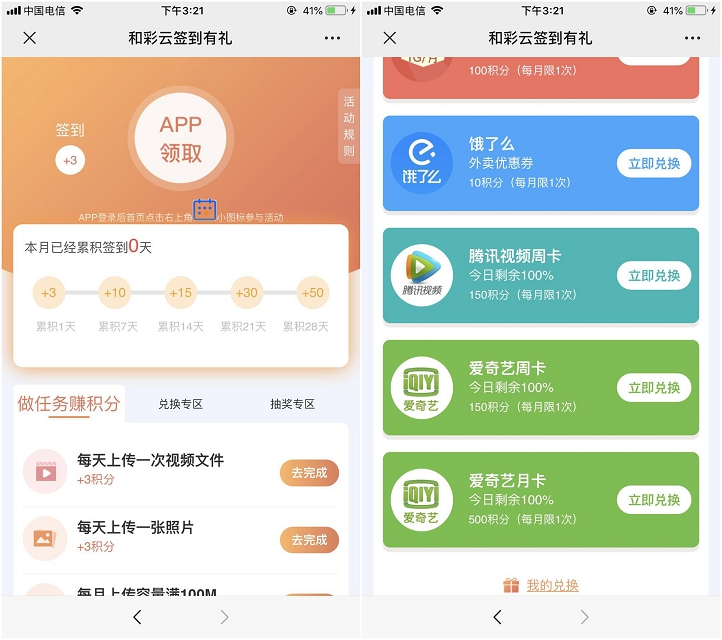 中国电信
下午3:21
41%
和彩云签到有礼
签到
+3
APP
领取
活动规则
APP登录后首页点击右上角 小图标参与活动
本月已经累积签到0天
+3 +10 +15 +30 +50
累积1天 累积7天 累积14天 累积21天 累积28天
做任务赚积分 兑换专区 抽奖专区
每天上传一次视频文件
+3积分
去完成
每天上传一张照片
+3积分
去完成
每月上传容量满100M
中国电信
下午3:21
41%
和彩云签到有礼
1G/月
100积分（每月限1次）
饿了么
饿了么
外卖优惠券
10积分（每月限1次）
立即兑换
腾讯视频
腾讯视频周卡
今日剩余100%
150积分（每月限1次）
立即兑换
iQIYI
爱奇艺
爱奇艺周卡
今日剩余100%
150积分（每月限1次）
立即兑换
iQIYI
爱奇艺
爱奇艺月卡
今日剩余100%
500积分（每月限1次）
立即兑换
我的兑换